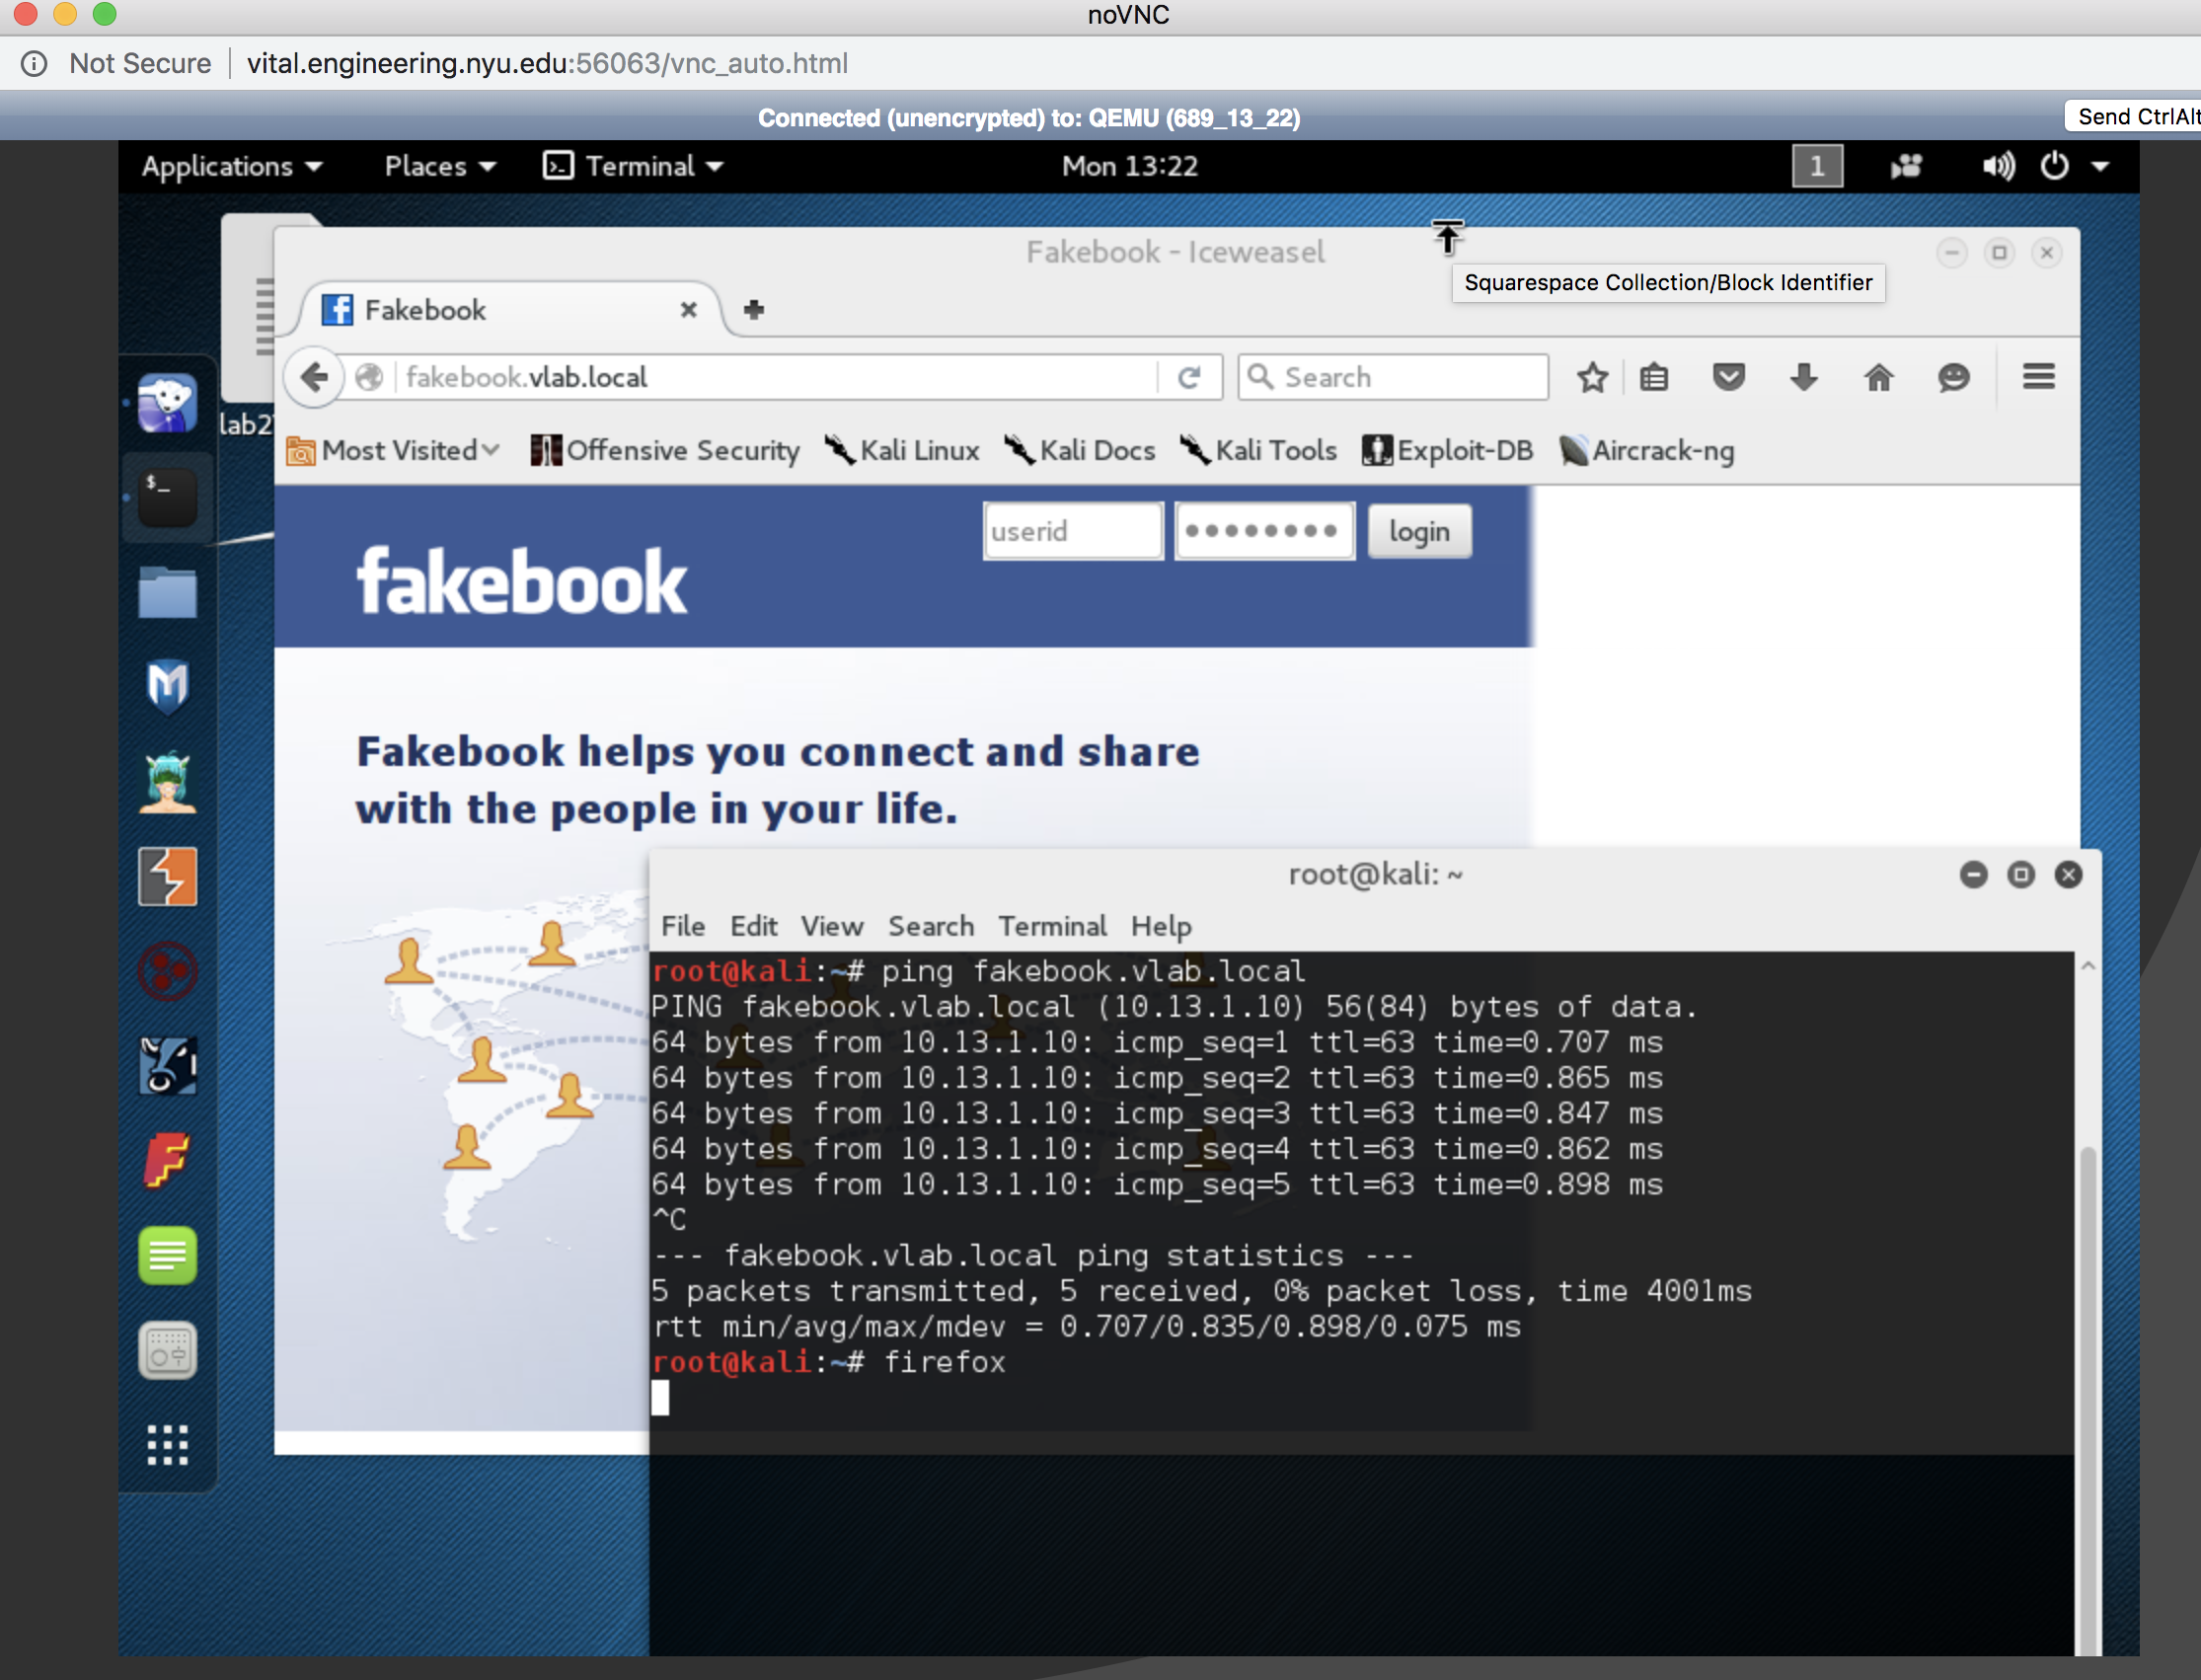 noVNC
Not Secure vital.engineering.nyu.edu:56063/vnc_auto.html
Connected (unencrypted) to: QEMU (689_13_22)
Send CtrlAlt
Applications Places Terminal Mon 13:22 1
Fakebook - Iceweasel
Squarespace Collection/Block Identifier
Fakebook
fakebook.vlab.local Search
lab2
Most Visited Offensive Security Kali Linux Kali Docs Kali Tools Exploit-DB Aircrack-ng
$_
userid login
fakebook
Fakebook helps you connect and share
with the people in your life.
root@kali: ~
File Edit View Search Terminal Help
root@kali:~# ping fakebook.vlab.local
PING fakebook.vlab.local (10.13.1.10) 56(84) bytes of data.
64 bytes from 10.13.1.10: icmp_seq=1 ttl=63 time=0.707 ms
64 bytes from 10.13.1.10: icmp_seq=2 ttl=63 time=0.865 ms
64 bytes from 10.13.1.10: icmp_seq=3 ttl=63 time=0.847 ms
64 bytes from 10.13.1.10: icmp_seq=4 ttl=63 time=0.862 ms
64 bytes from 10.13.1.10: icmp_seq=5 ttl=63 time=0.898 ms
^C
--- fakebook.vlab.local ping statistics ---
5 packets transmitted, 5 received, 0% packet loss, time 4001ms
rtt min/avg/max/mdev = 0.707/0.835/0.898/0.075 ms
root@kali:~# firefox